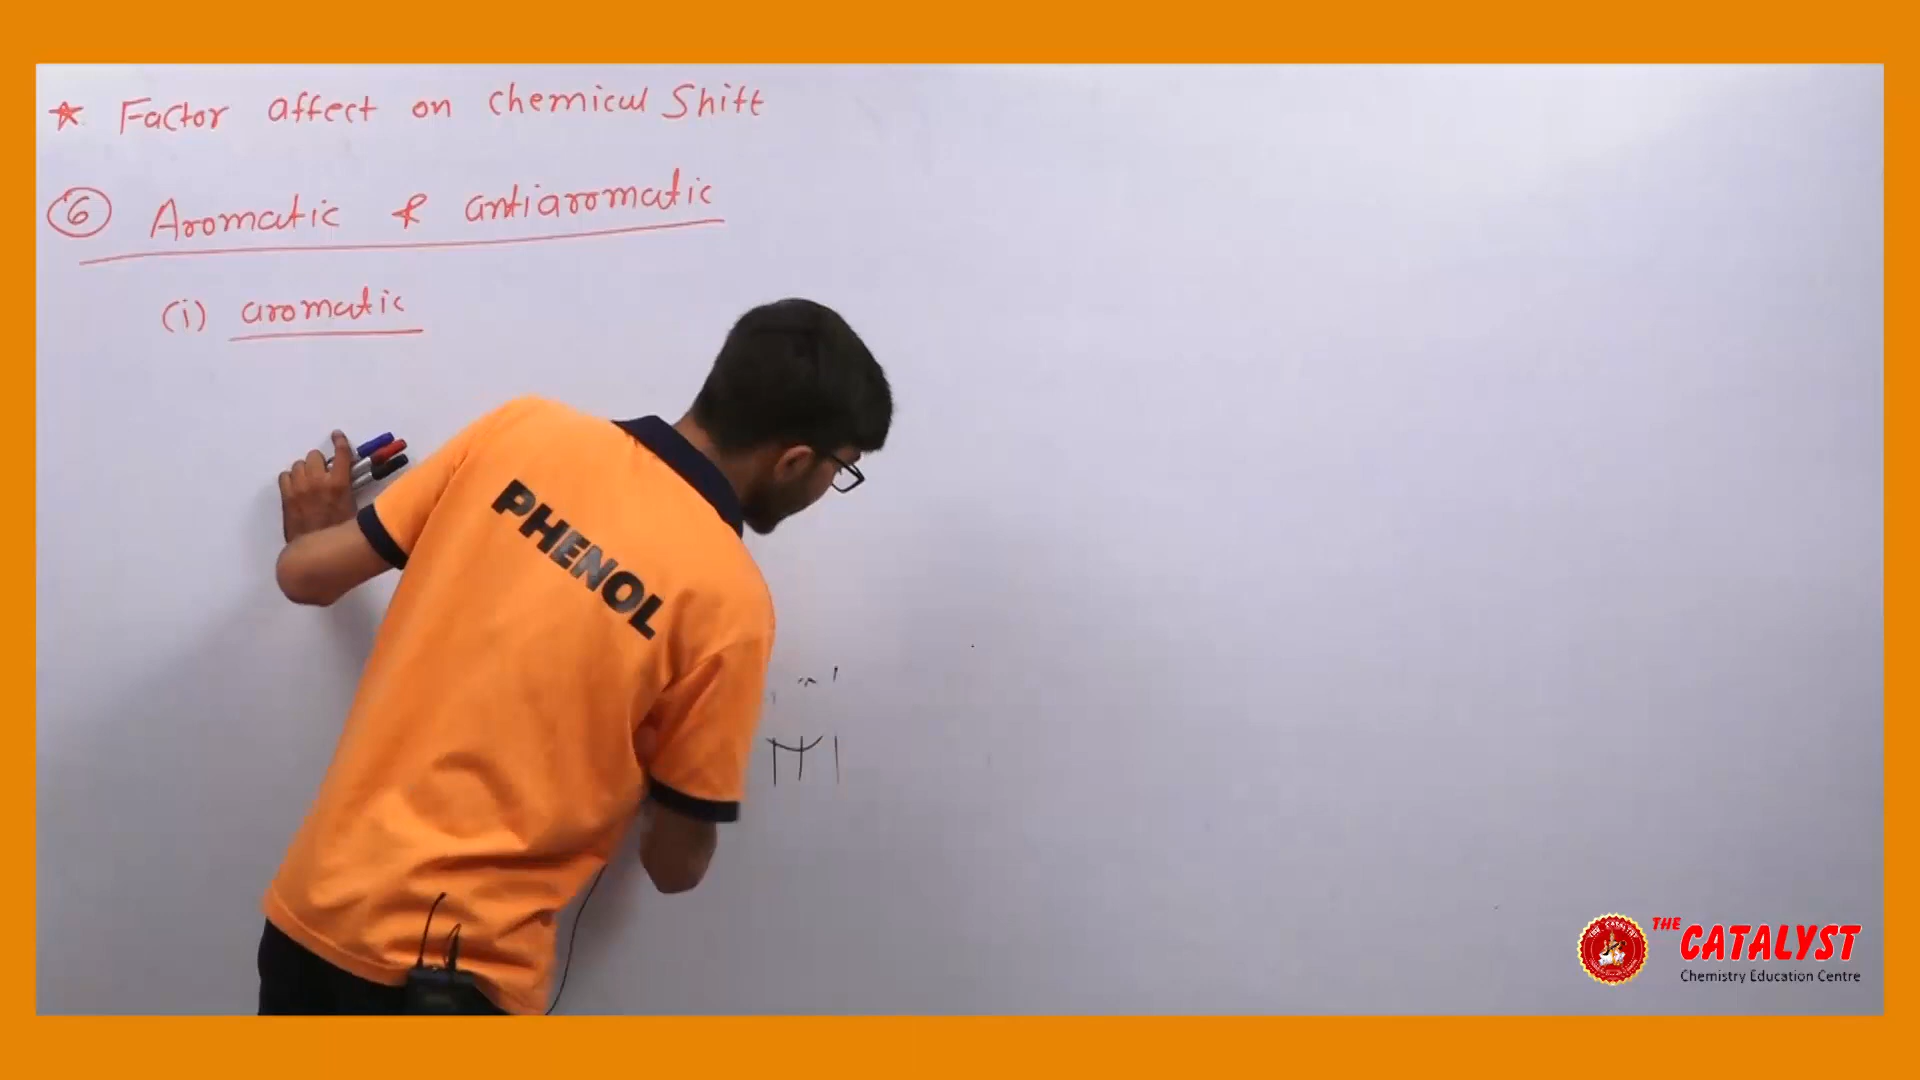 * Factor affect on chemical Shift
⑥ Aromatic & antiaromatic
(i) aromatic
PHENOL
THE CATALYST
Chemistry Education Centre